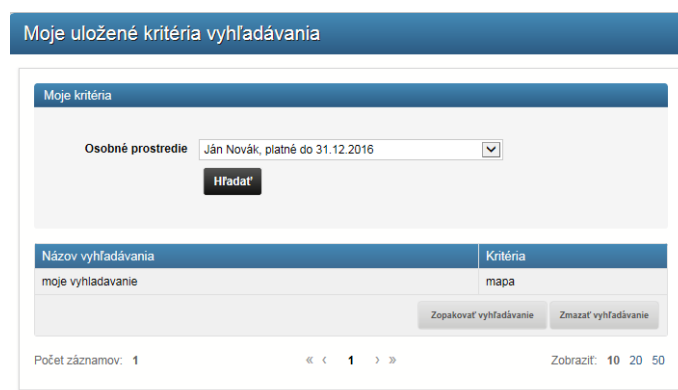 Moje uložené kritéria vyhľadávania
Moje kritéria
Osobné prostredie Ján Novák, platné do 31.12.2016
Hľadať
Názov vyhľadávania Kritéria
moje vyhladavanie mapa
Zopakovať vyhľadávanie Zmazať vyhľadávanie
Počet záznamov: 1 « ‹ 1 › » Zobraziť: 10 20 50